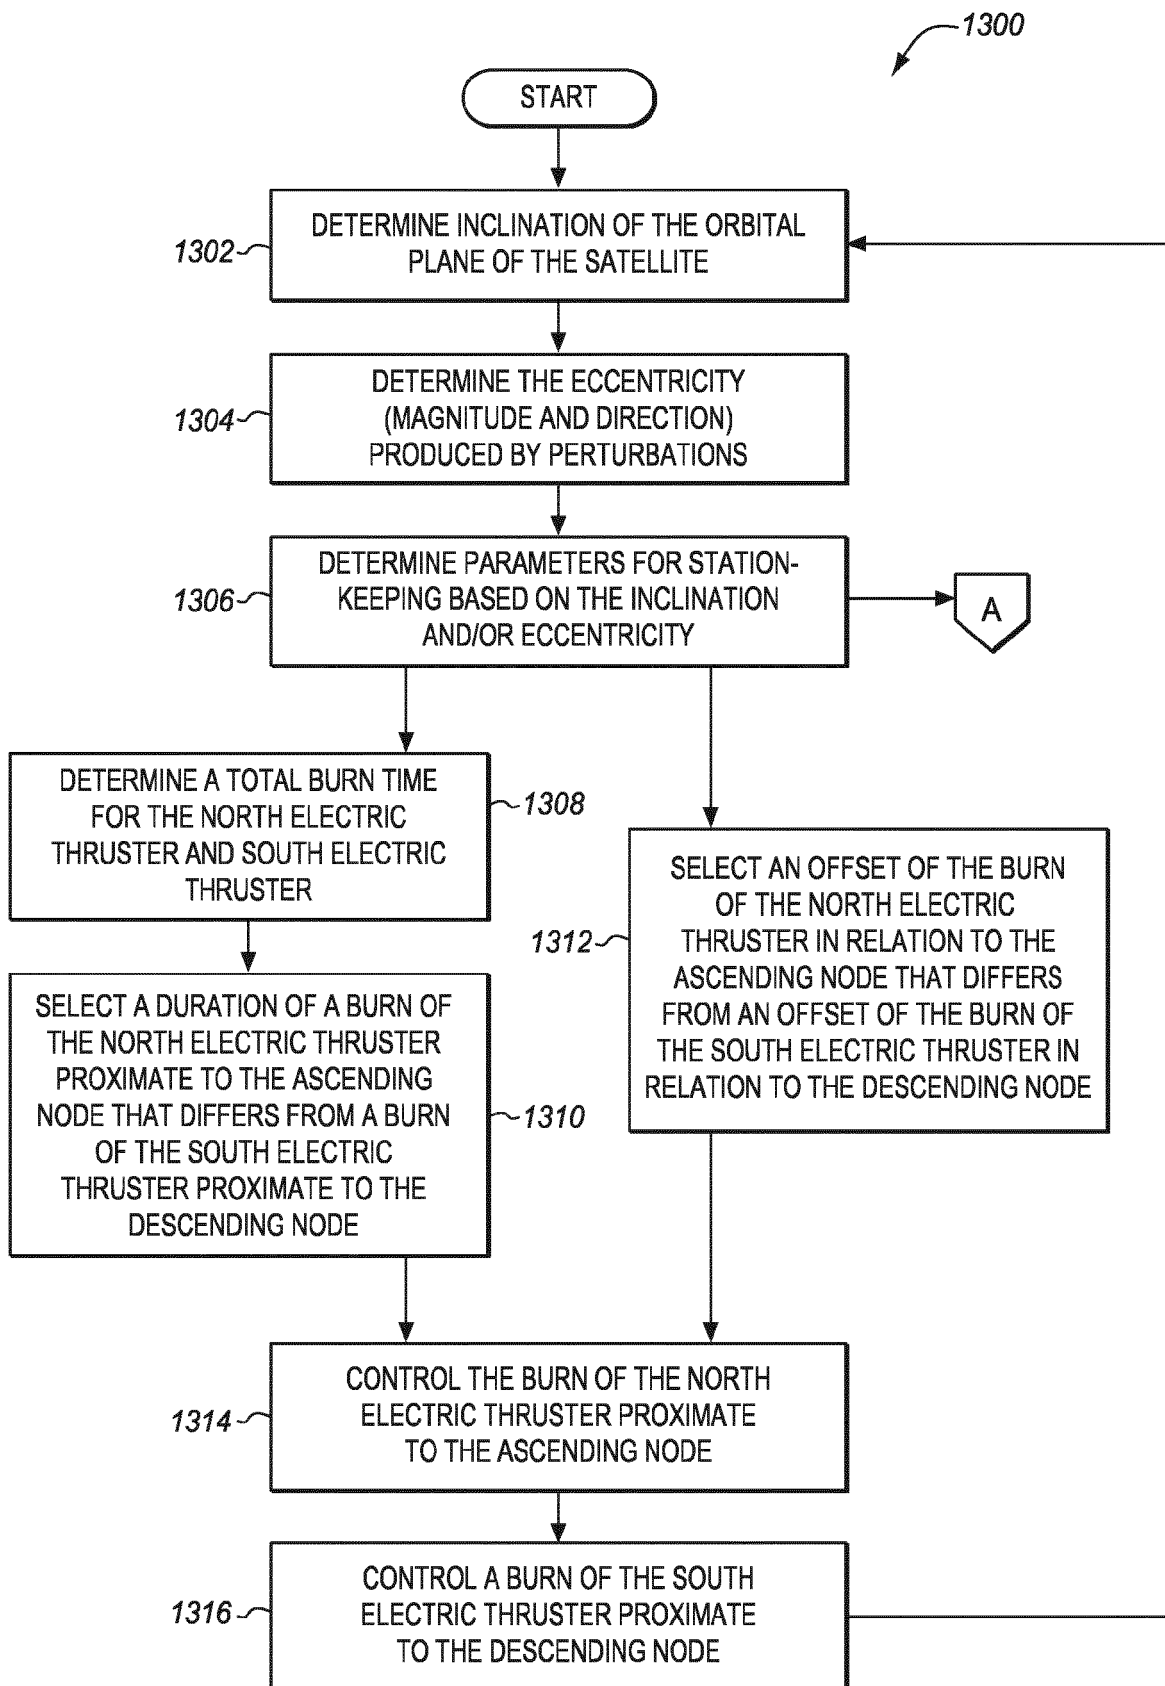 1300
START
1302
DETERMINE INCLINATION OF THE ORBITAL
PLANE OF THE SATELLITE
1304
DETERMINE THE ECCENTRICITY
(MAGNITUDE AND DIRECTION)
PRODUCED BY PERTURBATIONS
1306
DETERMINE PARAMETERS FOR STATION-
KEEPING BASED ON THE INCLINATION
AND/OR ECCENTRICITY
A
DETERMINE A TOTAL BURN TIME
FOR THE NORTH ELECTRIC
THRUSTER AND SOUTH ELECTRIC
THRUSTER
1308
SELECT A DURATION OF A BURN OF
THE NORTH ELECTRIC THRUSTER
PROXIMATE TO THE ASCENDING
NODE THAT DIFFERS FROM A BURN
OF THE SOUTH ELECTRIC
THRUSTER PROXIMATE TO THE
DESCENDING NODE
1310
1312
SELECT AN OFFSET OF THE BURN
OF THE NORTH ELECTRIC
THRUSTER IN RELATION TO THE
ASCENDING NODE THAT DIFFERS
FROM AN OFFSET OF THE BURN OF
THE SOUTH ELECTRIC THRUSTER IN
RELATION TO THE DESCENDING NODE
1314
CONTROL THE BURN OF THE NORTH
ELECTRIC THRUSTER PROXIMATE
TO THE ASCENDING NODE
1316
CONTROL A BURN OF THE SOUTH
ELECTRIC THRUSTER PROXIMATE
TO THE DESCENDING NODE